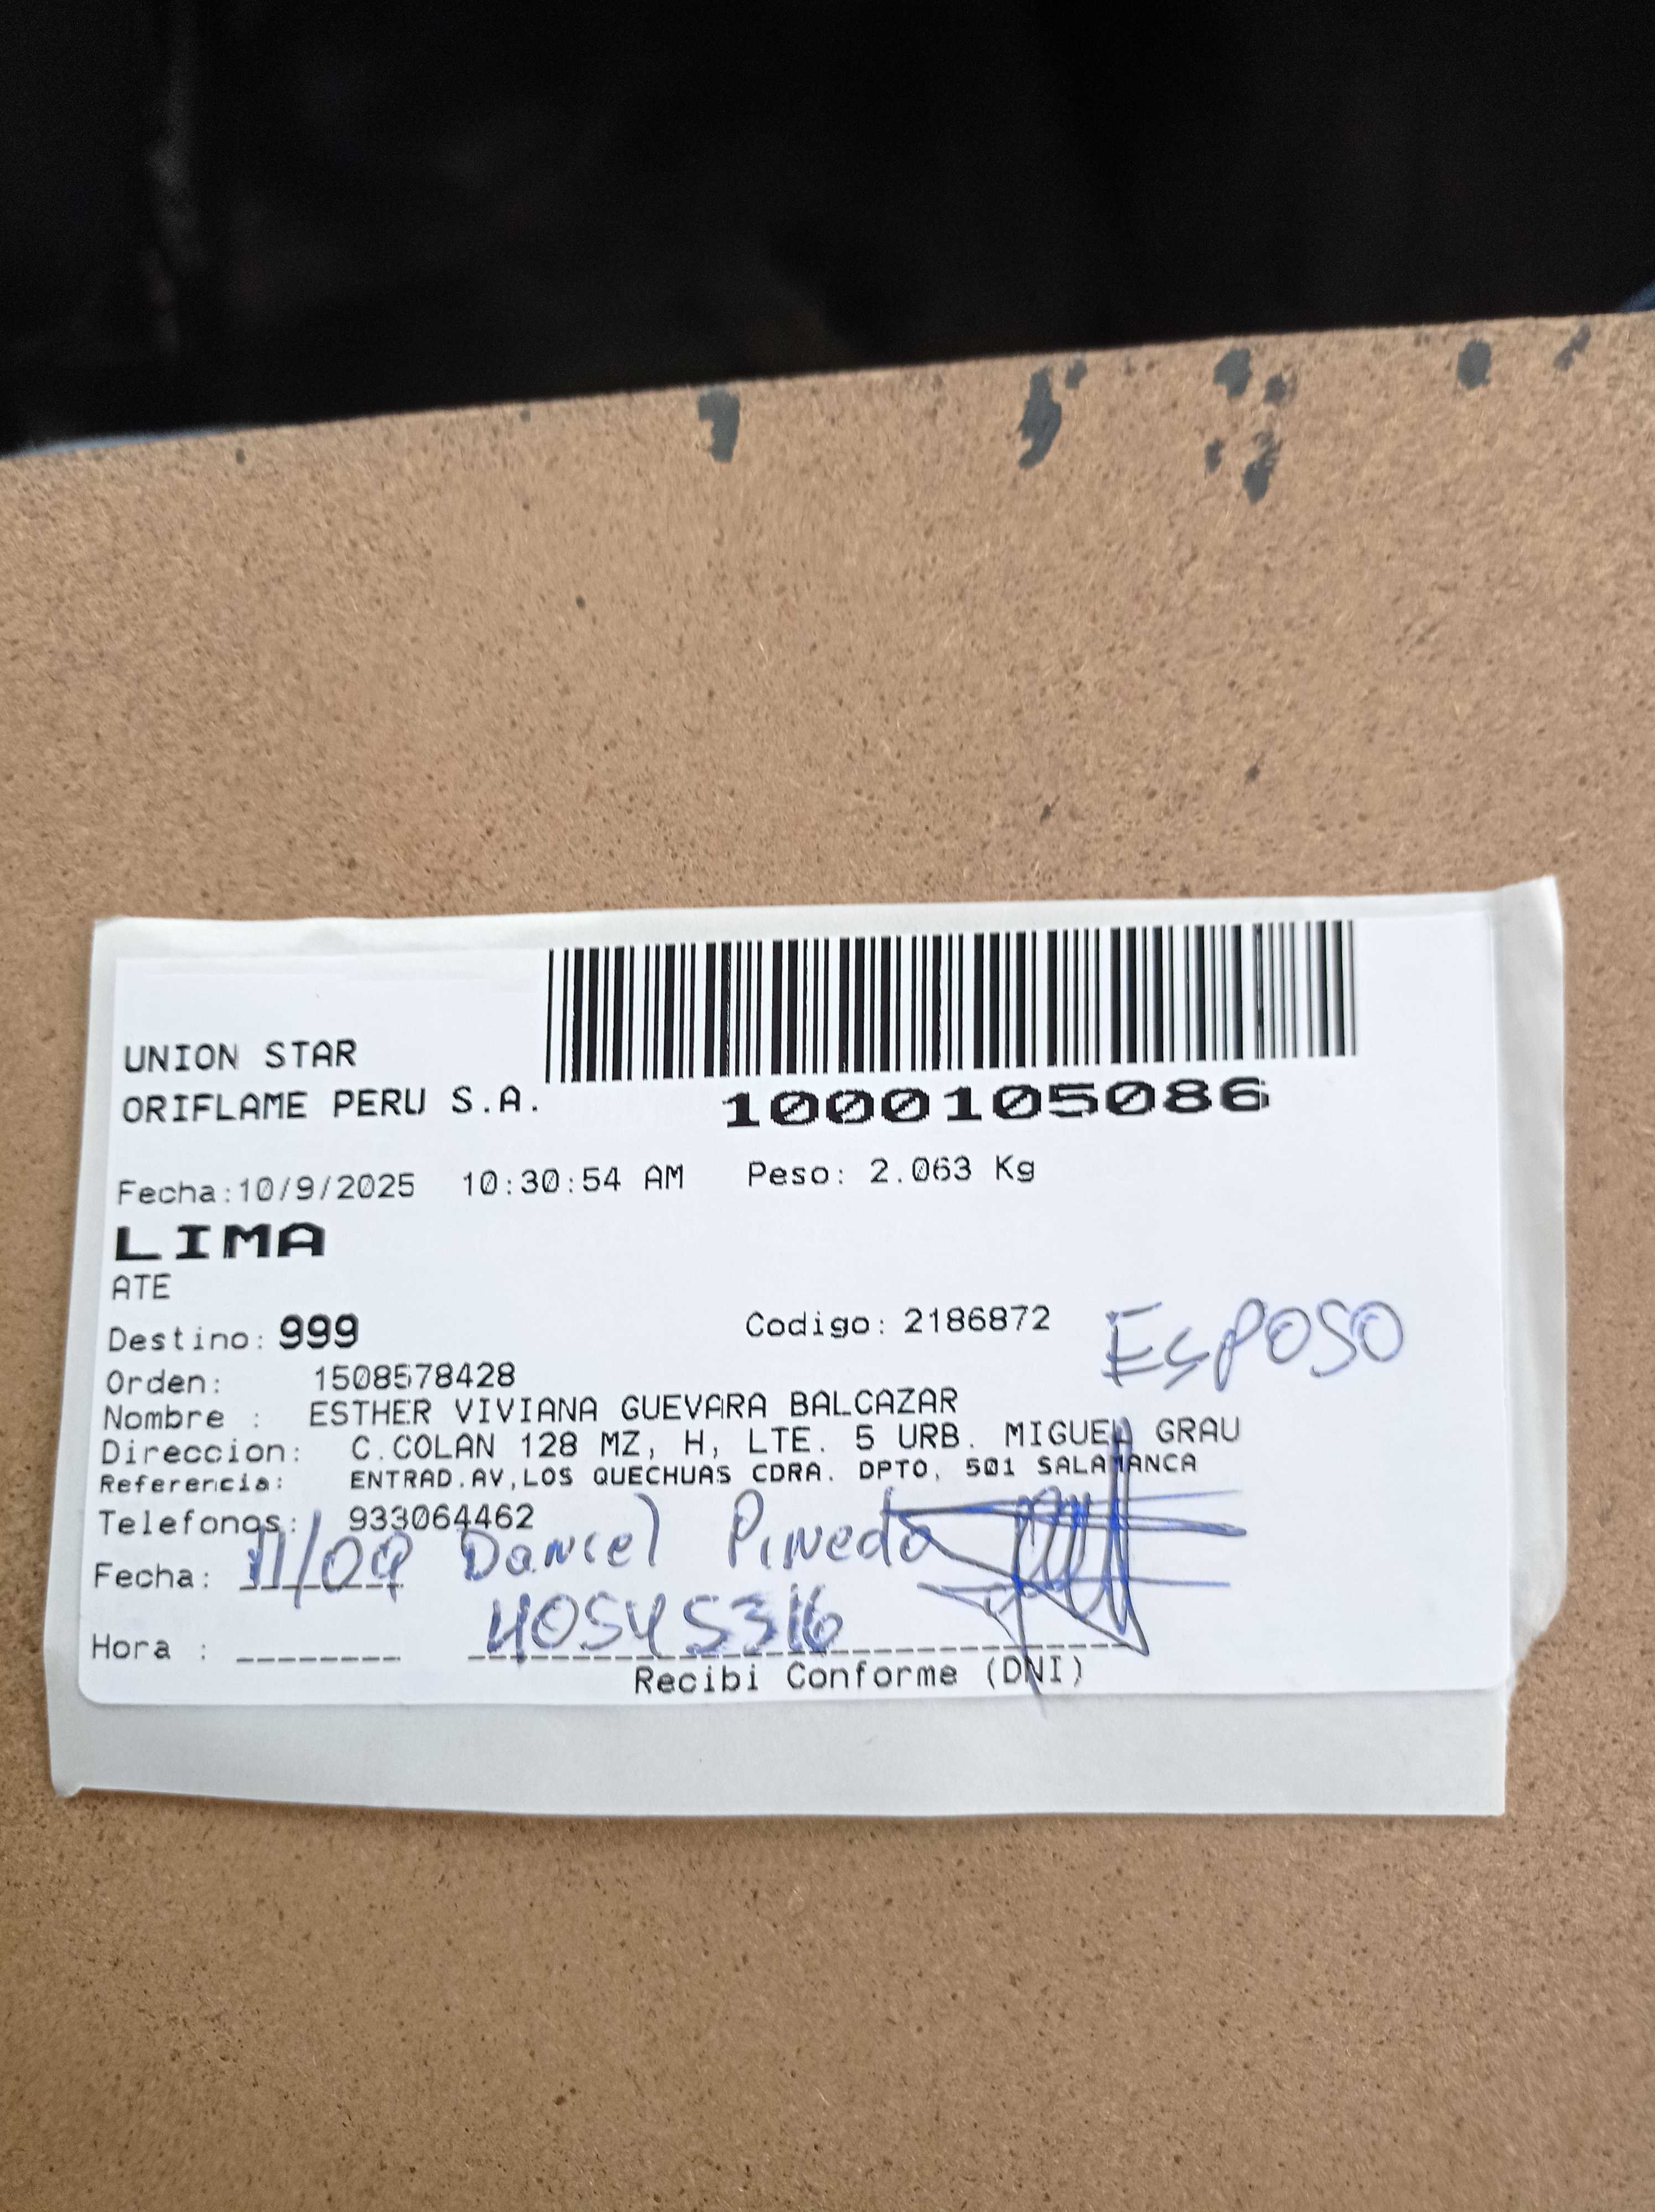 UNION STAR
ORIFLAME PERU S.A.
1000105086
Fecha:10/9/2025 10:30:54 AM Peso: 2.063 Kg
LIMA
ATE
Destino: 999 Codigo: 2186872 ESPOSO
Orden: 1508578428
Nombre : ESTHER VIVIANA GUEVARA BALCAZAR
Direccion: C.COLAN 128 MZ, H, LTE. 5 URB. MIGUEL GRAU
Referencia: ENTRAD.AV,LOS QUECHUAS CDRA. DPTO, 501 SALAMANCA
Telefonos: 933064462
Fecha: 11/09 Daniel Pineda
Hora : 40545316
Recibi Conforme (DNI)